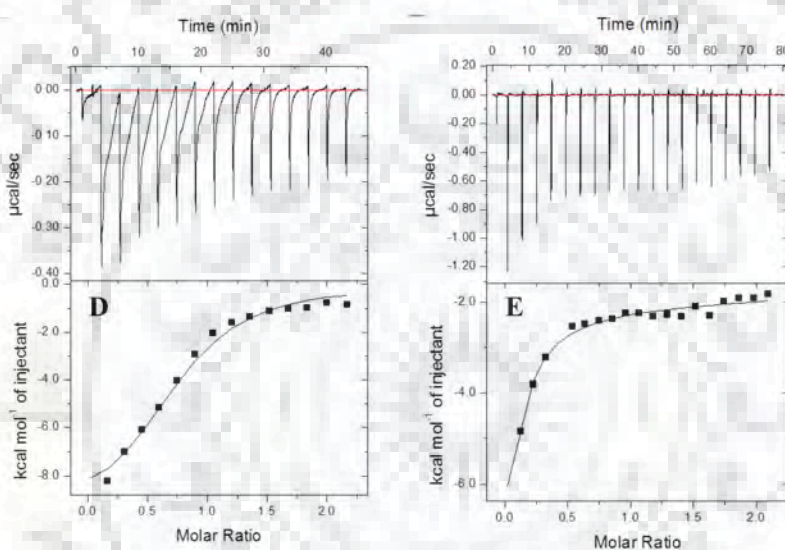 Time (min)
0 10 20 30 40
0.00
-0.10
-0.20
-0.30
-0.40
µcal/sec
0.0
-2.0
-4.0
-6.0
-8.0
kcal mol⁻¹ of injectant
D
0.0 0.5 1.0 1.5 2.0
Molar Ratio
Time (min)
0 10 20 30 40 50 60 70 80
0.20
0.00
-0.20
-0.40
-0.60
-0.80
-1.00
-1.20
µcal/sec
-2.0
-4.0
-6.0
kcal mol⁻¹ of injectant
E
0.0 0.5 1.0 1.5 2.0
Molar Ratio